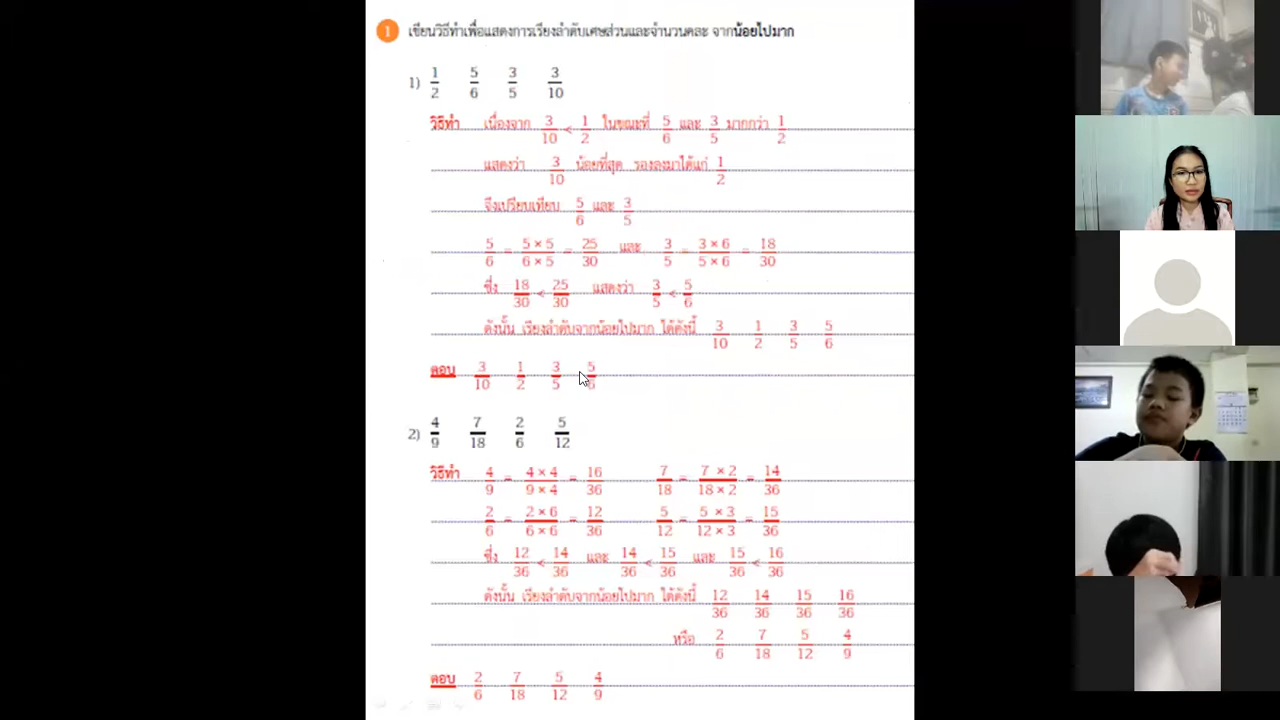 1 เขียนวิธีทำเพื่อแสดงการเรียงลำดับเศษส่วนและจำนวนคละ จากน้อยไปมาก
1) 1/2 5/6 3/5 3/10
วิธีทำ เนื่องจาก 3/10 < 1/2 ในขณะที่ 5/6 และ 3/5 มากกว่า 1/2
แสดงว่า 3/10 น้อยที่สุด รองลงมาได้แก่ 1/2
จึงเปรียบเทียบ 5/6 และ 3/5
5/6 = 5 × 5/6 × 5 = 25/30 และ 3/5 = 3 × 6/5 × 6 = 18/30
ซึ่ง 18/30 < 25/30 แสดงว่า 3/5 < 5/6
ดังนั้น เรียงลำดับจากน้อยไปมาก ได้ดังนี้ 3/10 1/2 3/5 5/6
ตอบ 3/10 1/2 3/5 5/6
2) 4/9 7/18 2/6 5/12
วิธีทำ 4/9 = 4 × 4/9 × 4 = 16/36 7/18 = 7 × 2/18 × 2 = 14/36
2/6 = 2 × 6/6 × 6 = 12/36 5/12 = 5 × 3/12 × 3 = 15/36
ซึ่ง 12/36 < 14/36 และ 14/36 < 15/36 และ 15/36 < 16/36
ดังนั้น เรียงลำดับจากน้อยไปมาก ได้ดังนี้ 12/36 14/36 15/36 16/36
หรือ 2/6 7/18 5/12 4/9
ตอบ 2/6 7/18 5/12 4/9